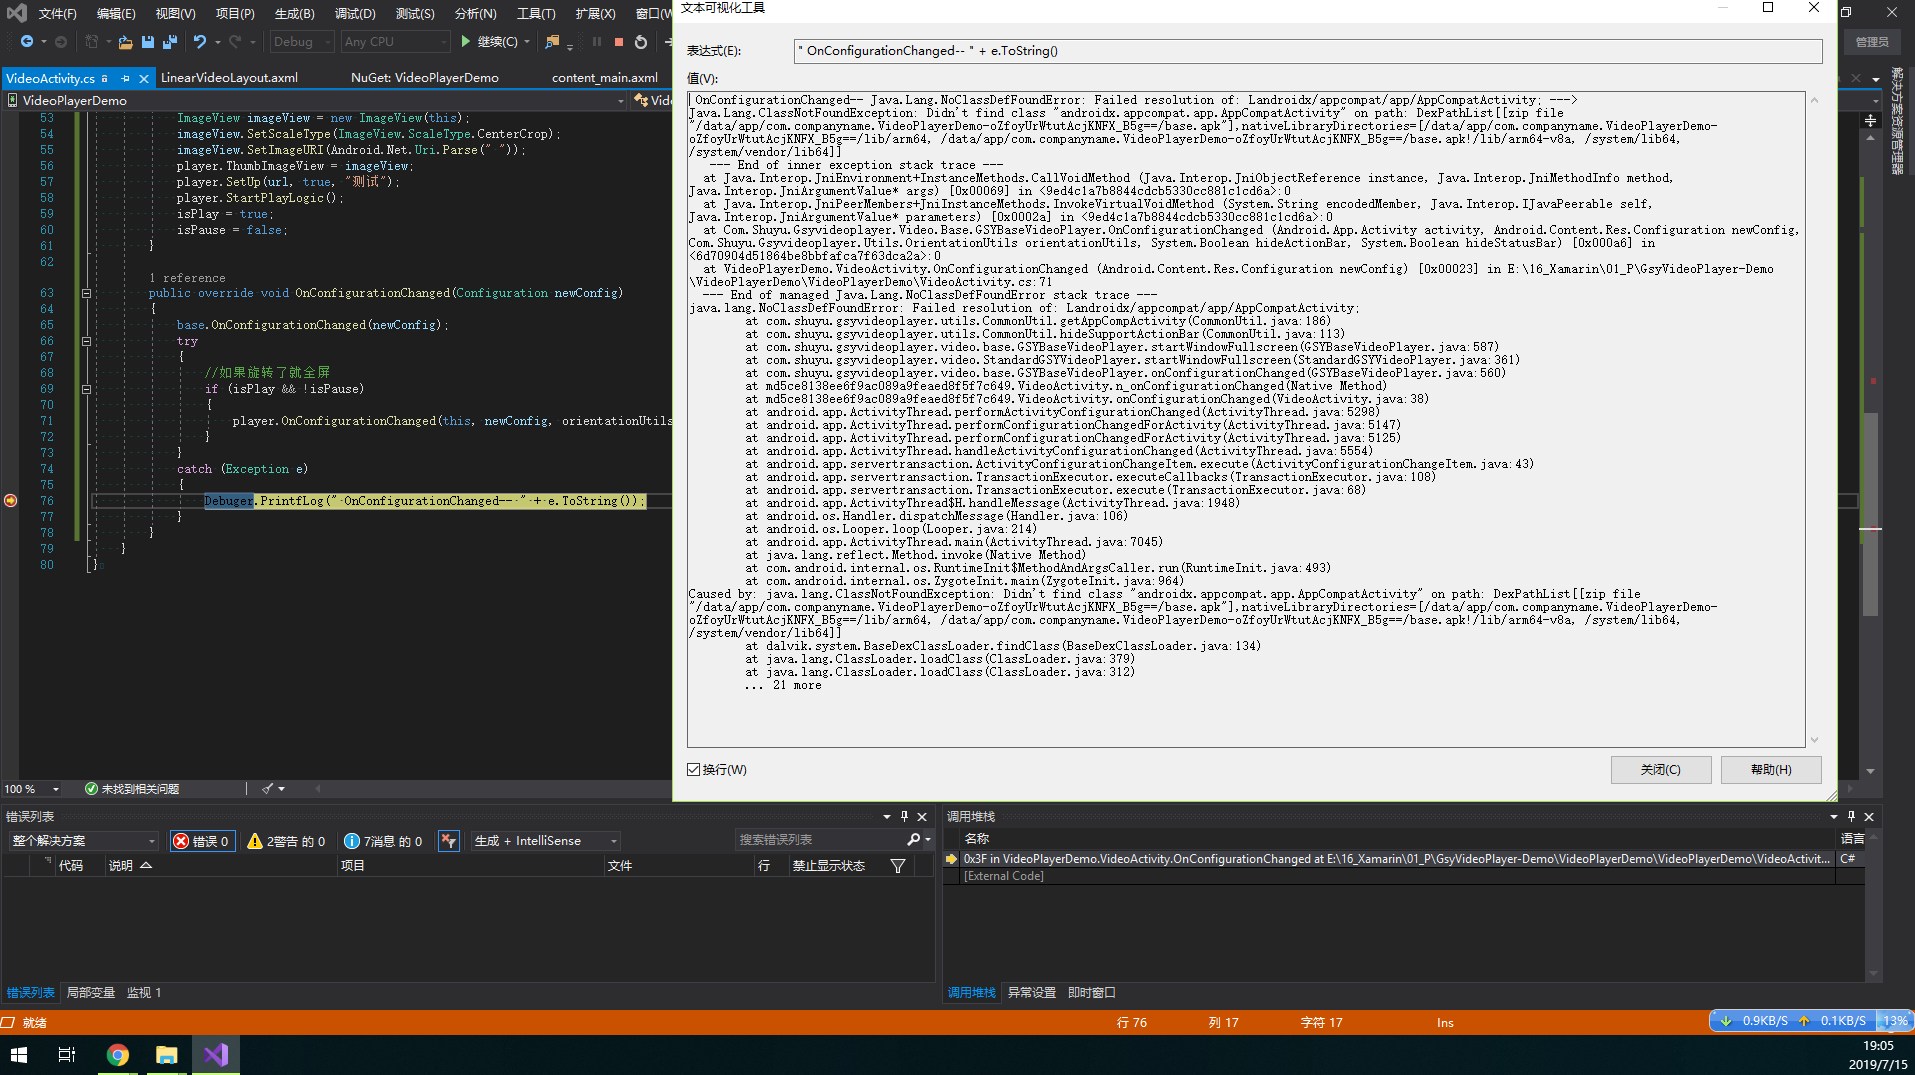 文件(F) 编辑(E) 视图(V) 项目(P) 生成(B) 调试(D) 测试(S) 分析(N) 工具(T) 扩展(X) 窗口(W
Debug Any CPU 继续(C)
管理员
VideoActivity.cs LinearVideoLayout.axml NuGet: VideoPlayerDemo content_main.axml
VideoPlayerDemo Vide
53 ImageView imageView = new ImageView(this);
54 imageView.SetScaleType(ImageView.ScaleType.CenterCrop);
55 imageView.SetImageURI(Android.Net.Uri.Parse(" "));
56 player.ThumbImageView = imageView;
57 player.SetUp(url, true, "测试");
58 player.StartPlayLogic();
59 isPlay = true;
60 isPause = false;
61 }
62
1 reference
63 public override void OnConfigurationChanged(Configuration newConfig)
64 {
65 base.OnConfigurationChanged(newConfig);
66 try
67 {
68 //如果旋转了就全屏
69 if (isPlay && !isPause)
70 {
71 player.OnConfigurationChanged(this, newConfig, orientationUtils
72 }
73 }
74 catch (Exception e)
75 {
76 Debuger.PrintfLog(" OnConfigurationChanged-- " + e.ToString());
77 }
78 }
79 }
80 }
100 % 未找到相关问题
文本可视化工具
表达式(E): " OnConfigurationChanged-- " + e.ToString()
值(V):
OnConfigurationChanged-- Java.Lang.NoClassDefFoundError: Failed resolution of: Landroidx/appcompat/app/AppCompatActivity; --->
Java.Lang.ClassNotFoundException: Didn't find class "androidx.appcompat.app.AppCompatActivity" on path: DexPathList[[zip file
"/data/app/com.companyname.VideoPlayerDemo-oZfoyUrWtutAcjKNFX_B5g==/base.apk"],nativeLibraryDirectories=[/data/app/com.companyname.VideoPlayerDemo-
oZfoyUrWtutAcjKNFX_B5g==/lib/arm64, /data/app/com.companyname.VideoPlayerDemo-oZfoyUrWtutAcjKNFX_B5g==/base.apk!/lib/arm64-v8a, /system/lib64,
/system/vendor/lib64]]
--- End of inner exception stack trace ---
at Java.Interop.JniEnvironment+InstanceMethods.CallVoidMethod (Java.Interop.JniObjectReference instance, Java.Interop.JniMethodInfo method,
Java.Interop.JniArgumentValue* args) [0x00069] in <9ed4c1a7b8844cdcb5330cc881c1cd6a>:0
at Java.Interop.JniPeerMembers+JniInstanceMethods.InvokeVirtualVoidMethod (System.String encodedMember, Java.Interop.IJavaPeerable self,
Java.Interop.JniArgumentValue* parameters) [0x0002a] in <9ed4c1a7b8844cdcb5330cc881c1cd6a>:0
at Com.Shuyu.Gsyvideoplayer.Video.Base.GSYBaseVideoPlayer.OnConfigurationChanged (Android.App.Activity activity, Android.Content.Res.Configuration newConfig,
Com.Shuyu.Gsyvideoplayer.Utils.OrientationUtils orientationUtils, System.Boolean hideActionBar, System.Boolean hideStatusBar) [0x000a6] in
<6d70904d51864be8bbfafca7f63dca2a>:0
at VideoPlayerDemo.VideoActivity.OnConfigurationChanged (Android.Content.Res.Configuration newConfig) [0x00023] in E:\16_Xamarin\01_P\GsyVideoPlayer-Demo
\VideoPlayerDemo\VideoPlayerDemo\VideoActivity.cs:71
--- End of managed Java.Lang.NoClassDefFoundError stack trace ---
java.lang.NoClassDefFoundError: Failed resolution of: Landroidx/appcompat/app/AppCompatActivity;
at com.shuyu.gsyvideoplayer.utils.CommonUtil.getAppCompActivity(CommonUtil.java:186)
at com.shuyu.gsyvideoplayer.utils.CommonUtil.hideSupportActionBar(CommonUtil.java:113)
at com.shuyu.gsyvideoplayer.video.base.GSYBaseVideoPlayer.startWindowFullscreen(GSYBaseVideoPlayer.java:587)
at com.shuyu.gsyvideoplayer.video.StandardGSYVideoPlayer.startWindowFullscreen(StandardGSYVideoPlayer.java:361)
at com.shuyu.gsyvideoplayer.video.base.GSYBaseVideoPlayer.onConfigurationChanged(GSYBaseVideoPlayer.java:560)
at md5ce8138ee6f9ac089a9feaed8f5f7c649.VideoActivity.n_onConfigurationChanged(Native Method)
at md5ce8138ee6f9ac089a9feaed8f5f7c649.VideoActivity.onConfigurationChanged(VideoActivity.java:38)
at android.app.ActivityThread.performActivityConfigurationChanged(ActivityThread.java:5298)
at android.app.ActivityThread.performConfigurationChangedForActivity(ActivityThread.java:5147)
at android.app.ActivityThread.performConfigurationChangedForActivity(ActivityThread.java:5125)
at android.app.ActivityThread.handleActivityConfigurationChanged(ActivityThread.java:5554)
at android.app.servertransaction.ActivityConfigurationChangeItem.execute(ActivityConfigurationChangeItem.java:43)
at android.app.servertransaction.TransactionExecutor.executeCallbacks(TransactionExecutor.java:108)
at android.app.servertransaction.TransactionExecutor.execute(TransactionExecutor.java:68)
at android.app.ActivityThread$H.handleMessage(ActivityThread.java:1948)
at android.os.Handler.dispatchMessage(Handler.java:106)
at android.os.Looper.loop(Looper.java:214)
at android.app.ActivityThread.main(ActivityThread.java:7045)
at java.lang.reflect.Method.invoke(Native Method)
at com.android.internal.os.RuntimeInit$MethodAndArgsCaller.run(RuntimeInit.java:493)
at com.android.internal.os.ZygoteInit.main(ZygoteInit.java:964)
Caused by: java.lang.ClassNotFoundException: Didn't find class "androidx.appcompat.app.AppCompatActivity" on path: DexPathList[[zip file
"/data/app/com.companyname.VideoPlayerDemo-oZfoyUrWtutAcjKNFX_B5g==/base.apk"],nativeLibraryDirectories=[/data/app/com.companyname.VideoPlayerDemo-
oZfoyUrWtutAcjKNFX_B5g==/lib/arm64, /data/app/com.companyname.VideoPlayerDemo-oZfoyUrWtutAcjKNFX_B5g==/base.apk!/lib/arm64-v8a, /system/lib64,
/system/vendor/lib64]]
at dalvik.system.BaseDexClassLoader.findClass(BaseDexClassLoader.java:134)
at java.lang.ClassLoader.loadClass(ClassLoader.java:379)
at java.lang.ClassLoader.loadClass(ClassLoader.java:312)
... 21 more
换行(W) 关闭(C) 帮助(H)
解决方案资源管理器
错误列表
整个解决方案 错误 0 2警告 的 0 7消息 的 0 生成 + IntelliSense 搜索错误列表
代码 说明 项目 文件 行 禁止显示状态
错误列表 局部变量 监视 1
调用堆栈
名称 语言
0x3F in VideoPlayerDemo.VideoActivity.OnConfigurationChanged at E:\16_Xamarin\01_P\GsyVideoPlayer-Demo\VideoPlayerDemo\VideoPlayerDemo\VideoActivit... C#
[External Code]
调用堆栈 异常设置 即时窗口
就绪 行 76 列 17 字符 17 Ins
0.9KB/S 0.1KB/S 13%
19:05
2019/7/15